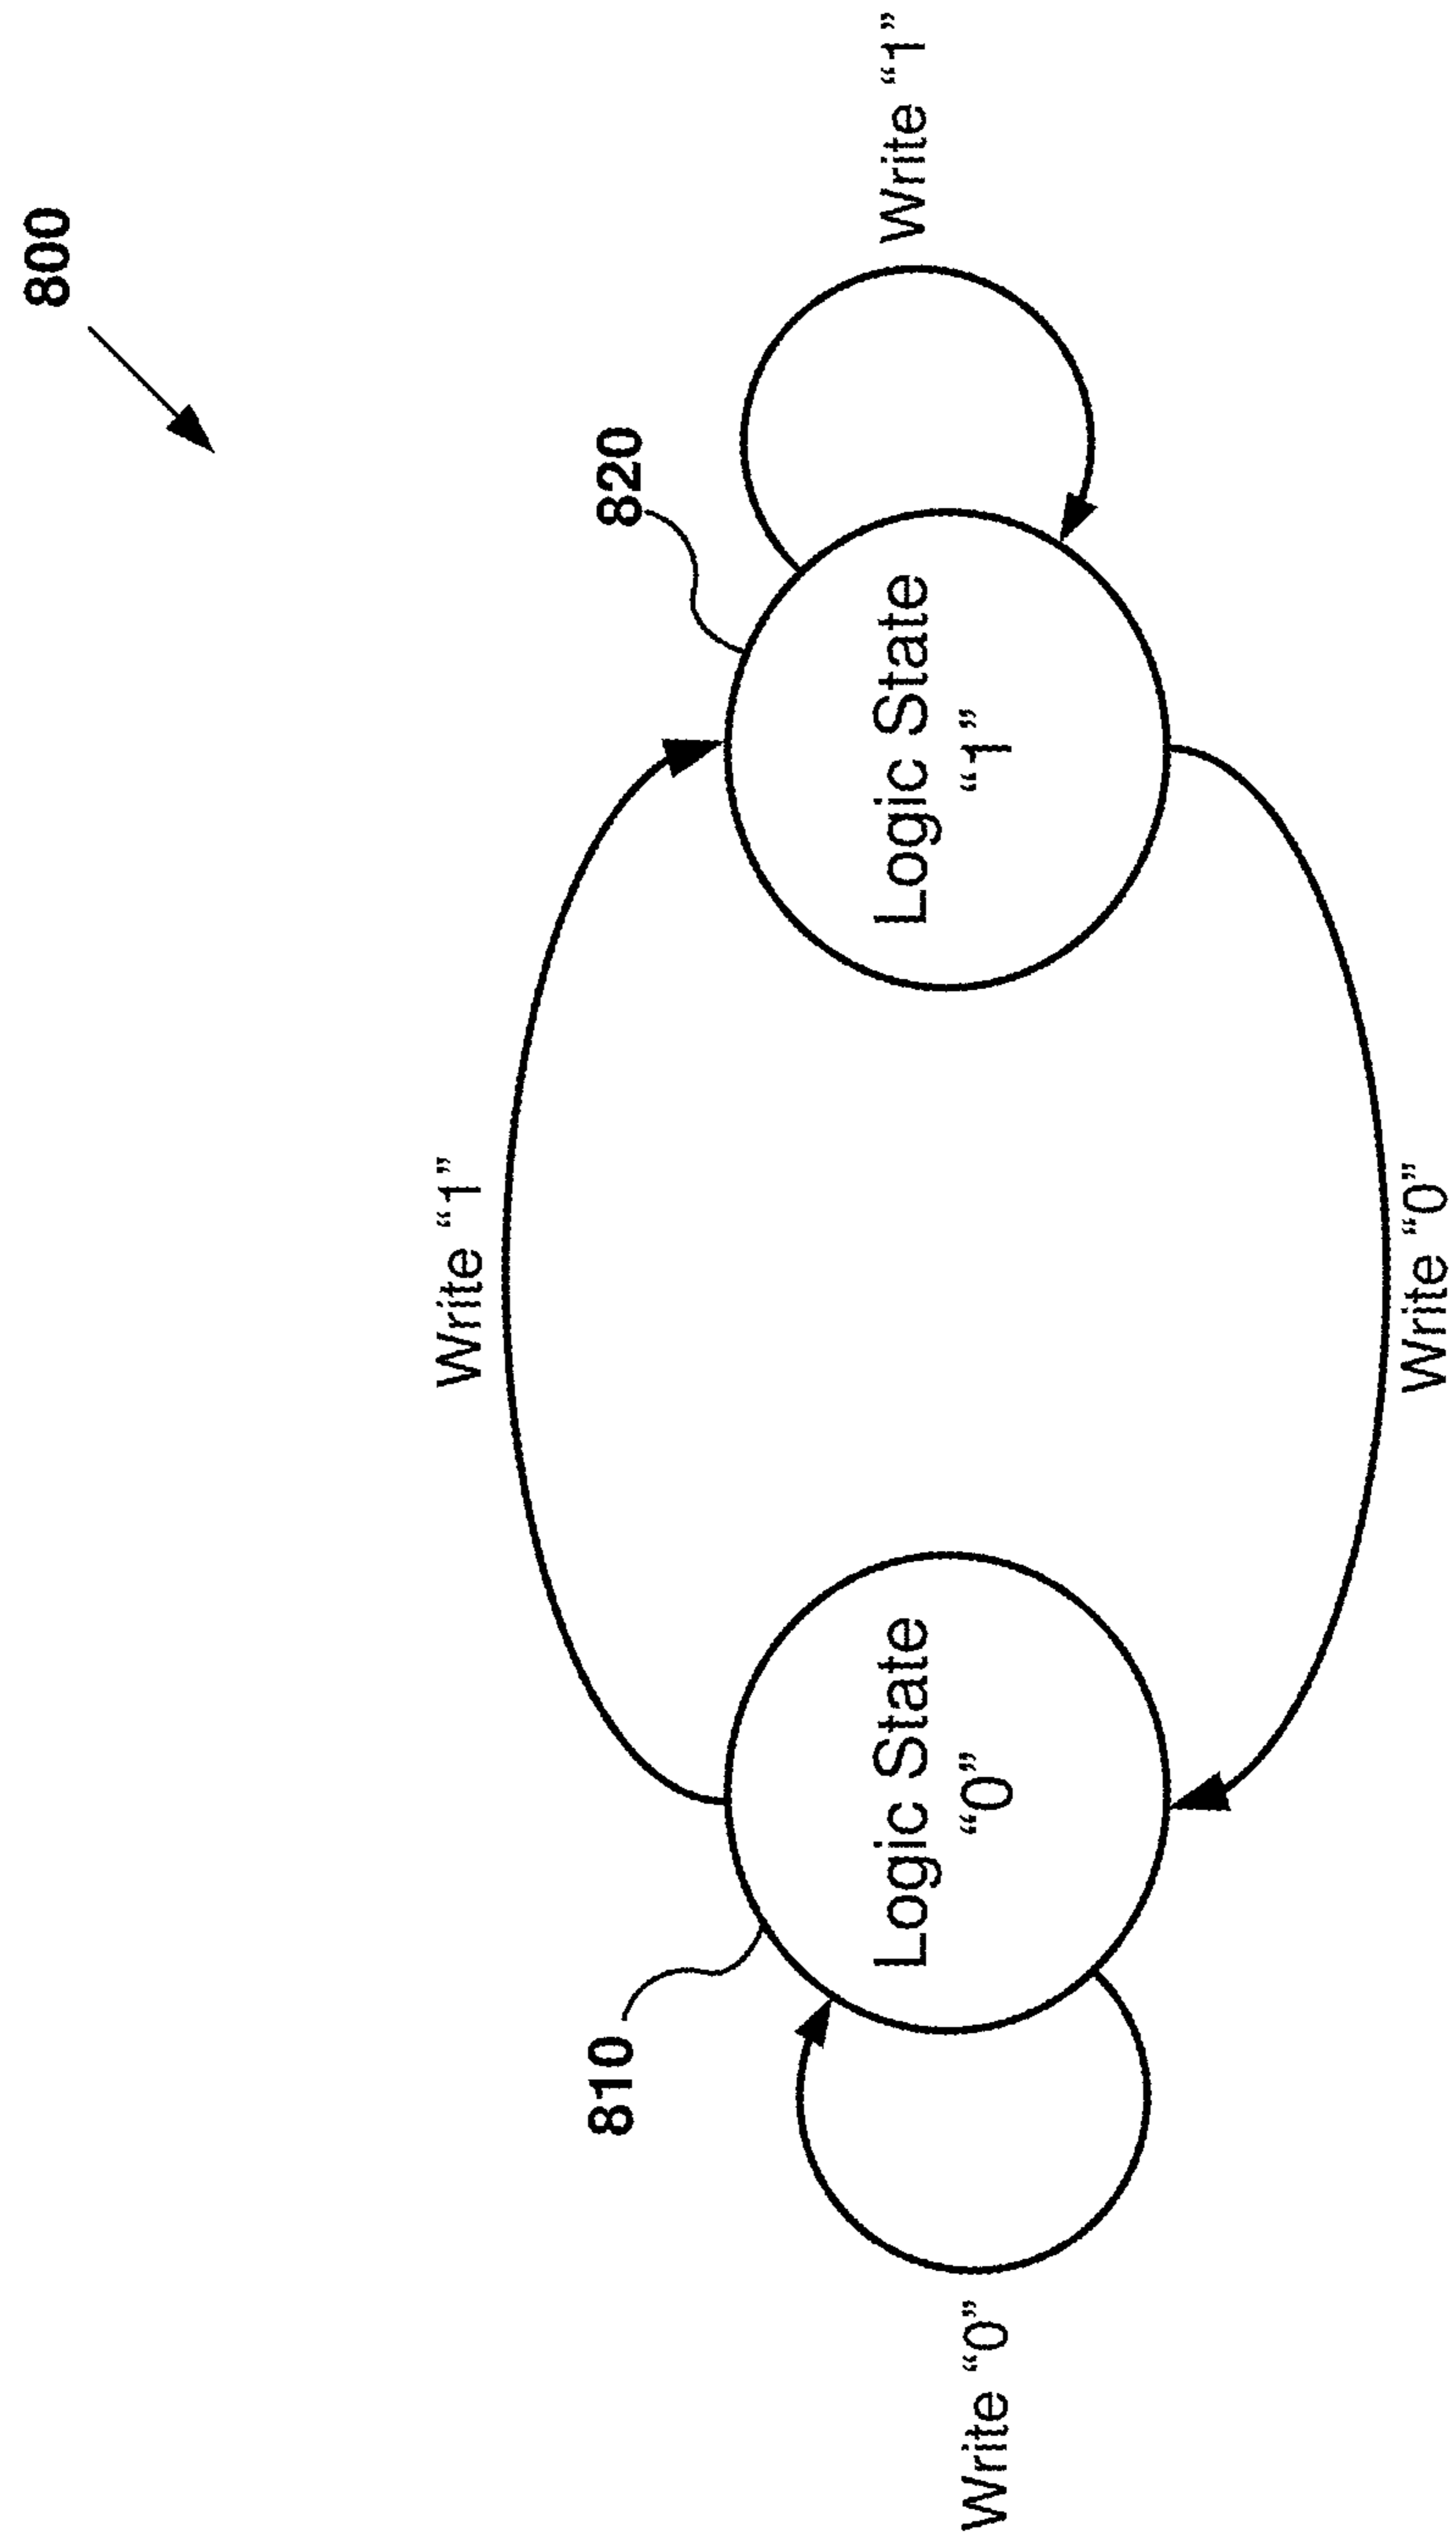 800
Write “1”
810
820
Write “0”
Logic State
“0”
Logic State
“1”
Write “1”
Write “0”